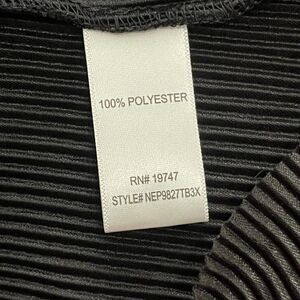 100% POLYESTER
RN# 19747
STYLE# NEP9827TB3X